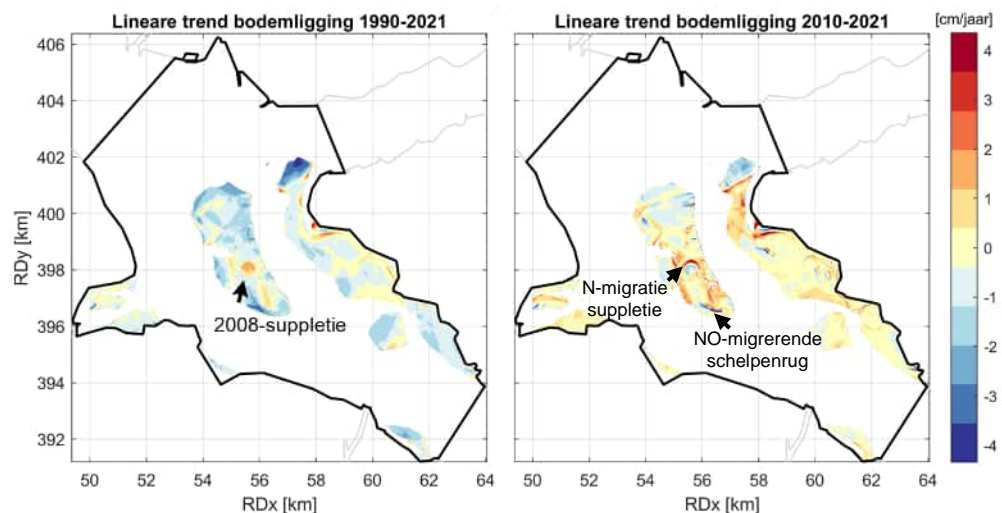 Lineare trend bodemligging 1990-2021
Lineare trend bodemligging 2010-2021
[cm/jaar]
406
404
402
400
398
396
394
392
RDy [km]
2008-suppletie
N-migratie
suppletie
NO-migrerende
schelpenrug
4
3
2
1
0
-1
-2
-3
-4
50 52 54 56 58 60 62 64
50 52 54 56 58 60 62 64
RDx [km]
RDx [km]